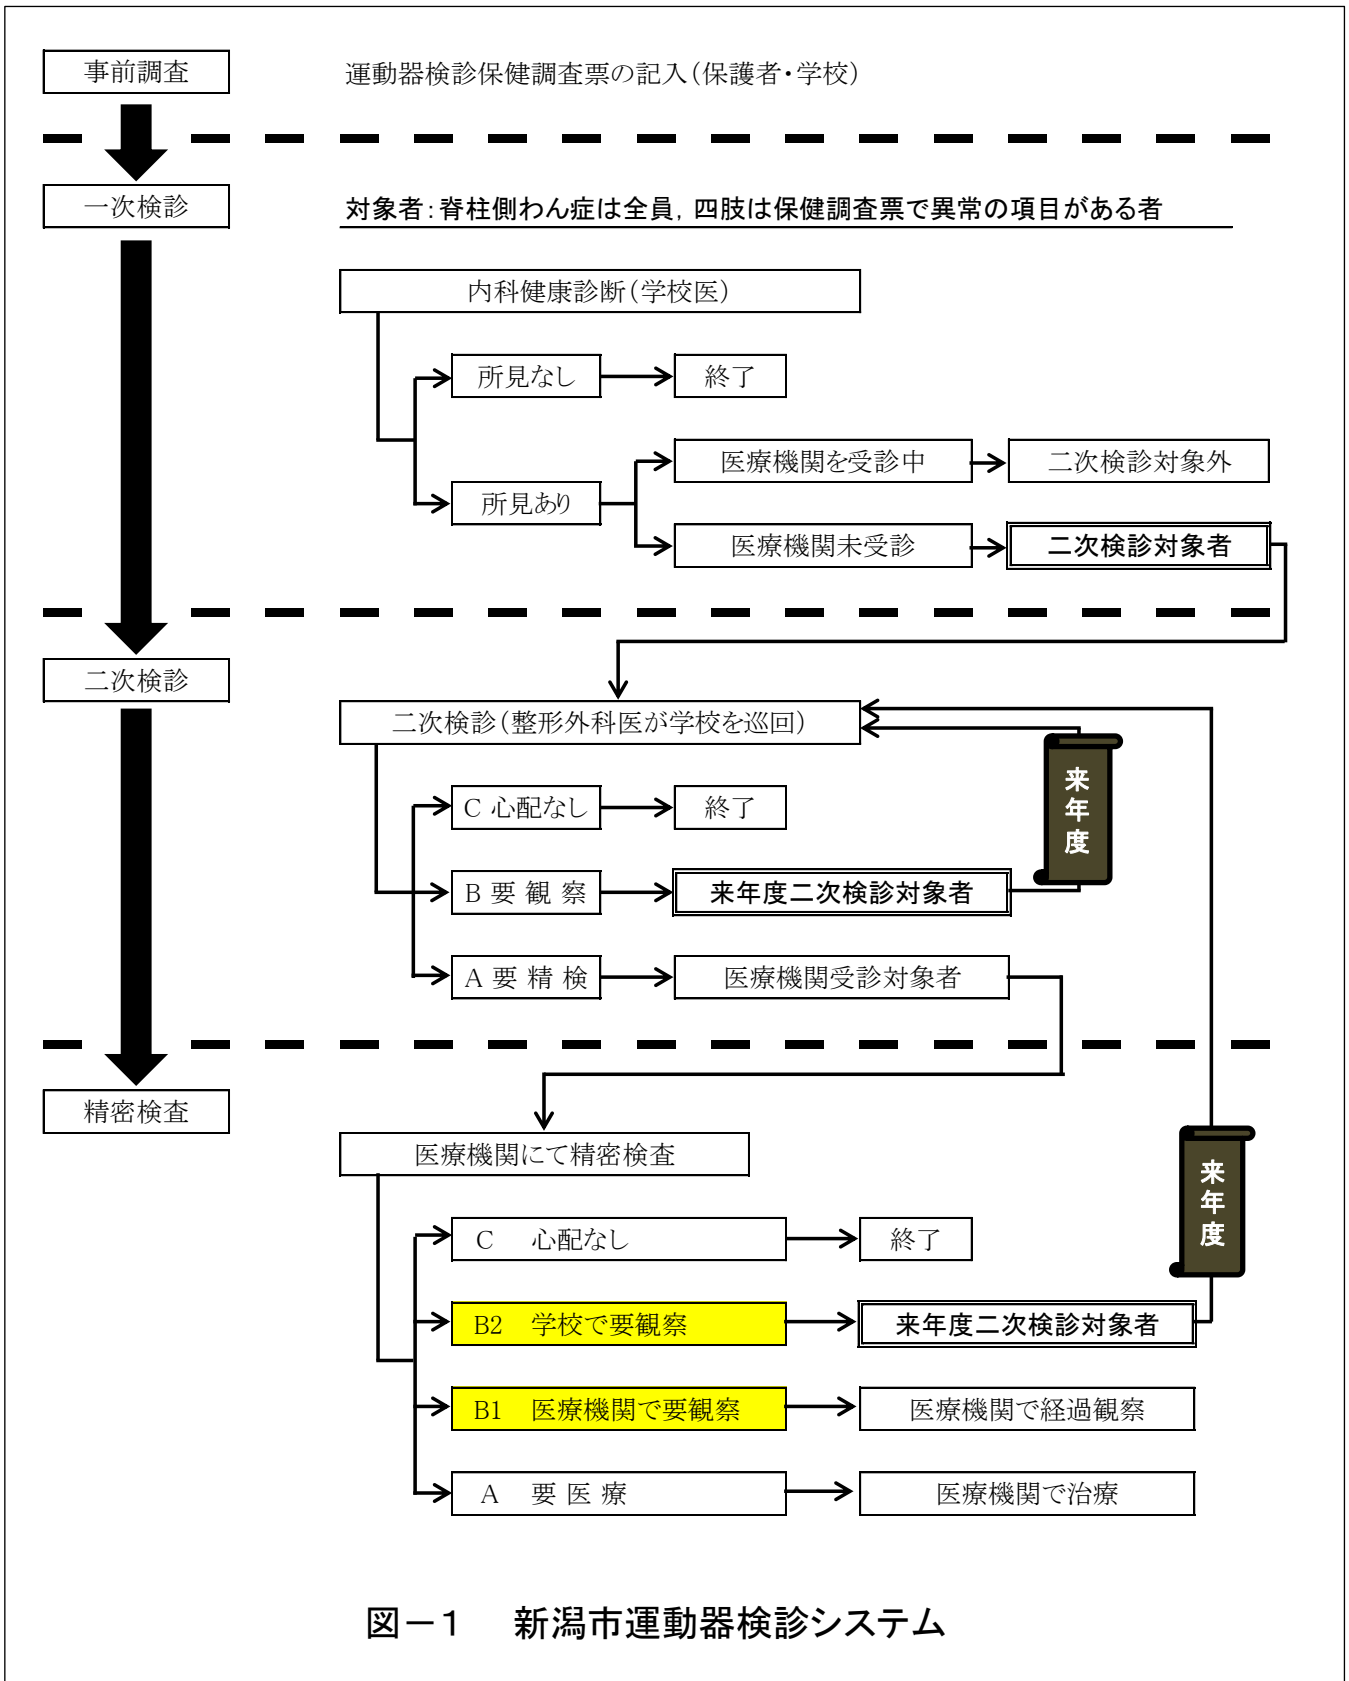 事前調査
運動器検診保健調査票の記入(保護者・学校)
一次検診
対象者:脊柱側わん症は全員,四肢は保健調査票で異常の項目がある者
内科健康診断(学校医)
所見なし
終了
医療機関を受診中
二次検診対象外
所見あり
医療機関未受診
二次検診対象者
二次検診
二次検診(整形外科医が学校を巡回)
来年度
C 心配なし
終了
B 要 観 察
来年度二次検診対象者
A 要 精 検
医療機関受診対象者
精密検査
医療機関にて精密検査
来年度
C 心配なし
終了
B2 学校で要観察
来年度二次検診対象者
B1 医療機関で要観察
医療機関で経過観察
A 要 医 療
医療機関で治療
図-1 新潟市運動器検診システム